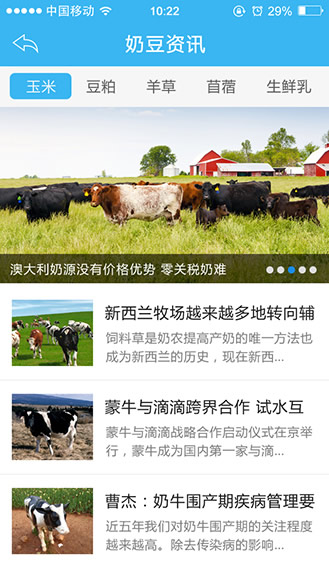 中国移动 10:22 29%
奶豆资讯
玉米 豆粕 羊草 苜蓿 生鲜乳
澳大利奶源没有价格优势 零关税奶难
新西兰牧场越来越多地转向辅
饲料草是奶农提高产奶的唯一方法也
成为新西兰的历史，现在新西...
蒙牛与滴滴跨界合作 试水互
蒙牛与滴滴战略合作启动仪式在京举
行，蒙牛成为国内第一家与滴...
曹杰：奶牛围产期疾病管理要
近五年我们对奶牛围产期的关注程度
越来越高。除去传染病的影响...